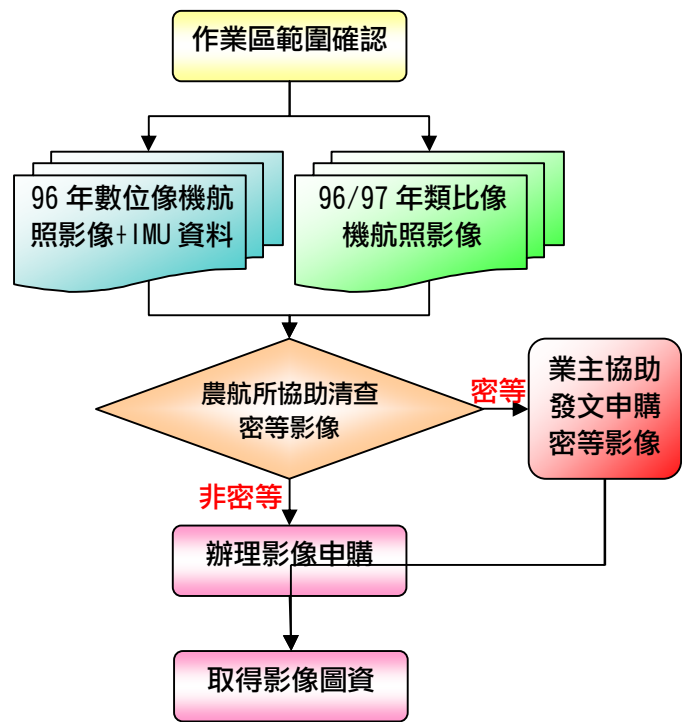 作業區範圍確認
96 年數位像機航
照影像+IMU 資料
96/97 年類比像
機航照影像
農航所協助清查
密等影像
密等
業主協助
發文申購
密等影像
非密等
辦理影像申購
取得影像圖資